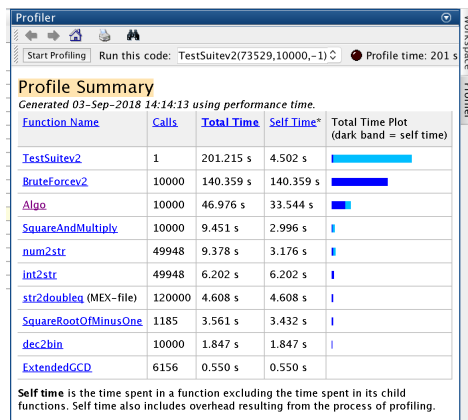 Profiler
Start Profiling Run this code: TestSuitev2(73529,10000,-1) Profile time: 201 s
Profile Summary
Generated 03-Sep-2018 14:14:13 using performance time.
Function Name Calls Total Time Self Time* Total Time Plot
(dark band = self time)
TestSuitev2 1 201.215 s 4.502 s
BruteForcev2 10000 140.359 s 140.359 s
Algo 10000 46.976 s 33.544 s
SquareAndMultiply 10000 9.451 s 2.996 s
num2str 49948 9.378 s 3.176 s
int2str 49948 6.202 s 6.202 s
str2doubleq (MEX-file) 120000 4.608 s 4.608 s
SquareRootOfMinusOne 1185 3.561 s 3.432 s
dec2bin 10000 1.847 s 1.847 s
ExtendedGCD 6156 0.550 s 0.550 s
Self time is the time spent in a function excluding the time spent in its child
functions. Self time also includes overhead resulting from the process of profiling.